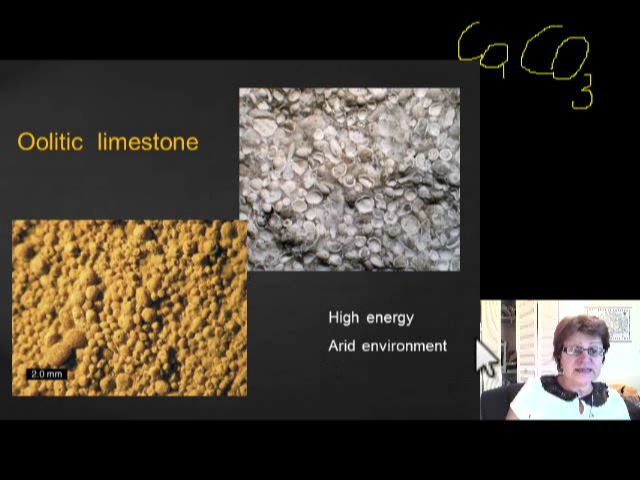 CaCO3
Oolitic limestone
High energy
Arid environment
2.0 mm